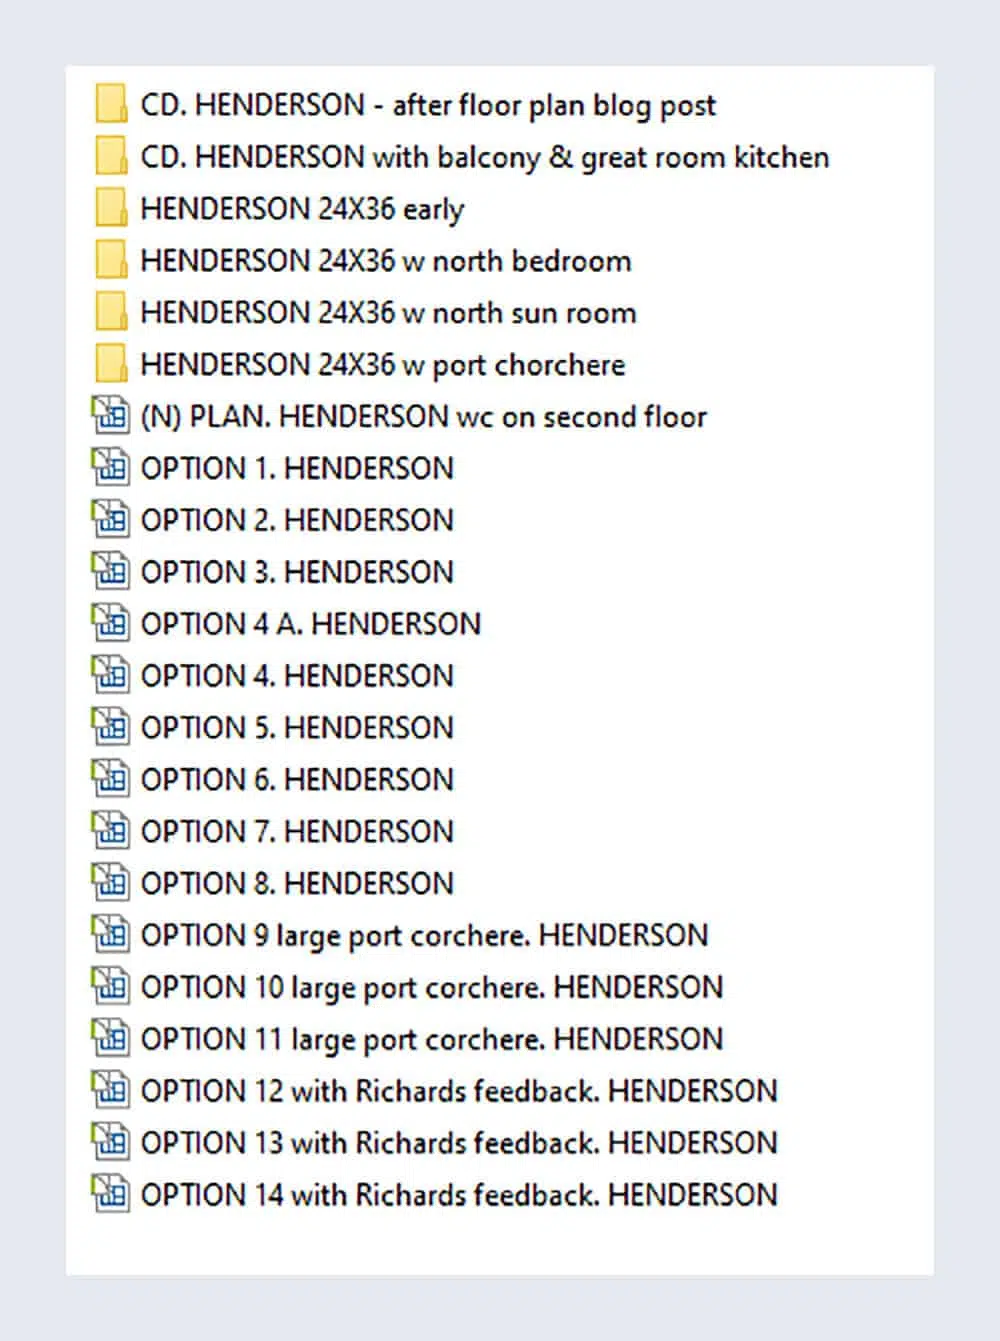 CD. HENDERSON - after floor plan blog post
CD. HENDERSON with balcony & great room kitchen
HENDERSON 24X36 early
HENDERSON 24X36 w north bedroom
HENDERSON 24X36 w north sun room
HENDERSON 24X36 w port chorchere
(N) PLAN. HENDERSON wc on second floor
OPTION 1. HENDERSON
OPTION 2. HENDERSON
OPTION 3. HENDERSON
OPTION 4 A. HENDERSON
OPTION 4. HENDERSON
OPTION 5. HENDERSON
OPTION 6. HENDERSON
OPTION 7. HENDERSON
OPTION 8. HENDERSON
OPTION 9 large port corchere. HENDERSON
OPTION 10 large port corchere. HENDERSON
OPTION 11 large port corchere. HENDERSON
OPTION 12 with Richards feedback. HENDERSON
OPTION 13 with Richards feedback. HENDERSON
OPTION 14 with Richards feedback. HENDERSON